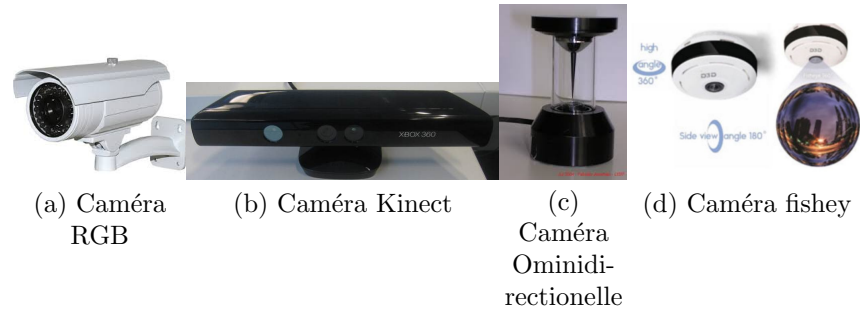 XBOX 360
high
angle
360°
Side view angle 180°
(a) Caméra
RGB
(b) Caméra Kinect
(c)
Caméra
Ominidi-
rectionelle
(d) Caméra fishey